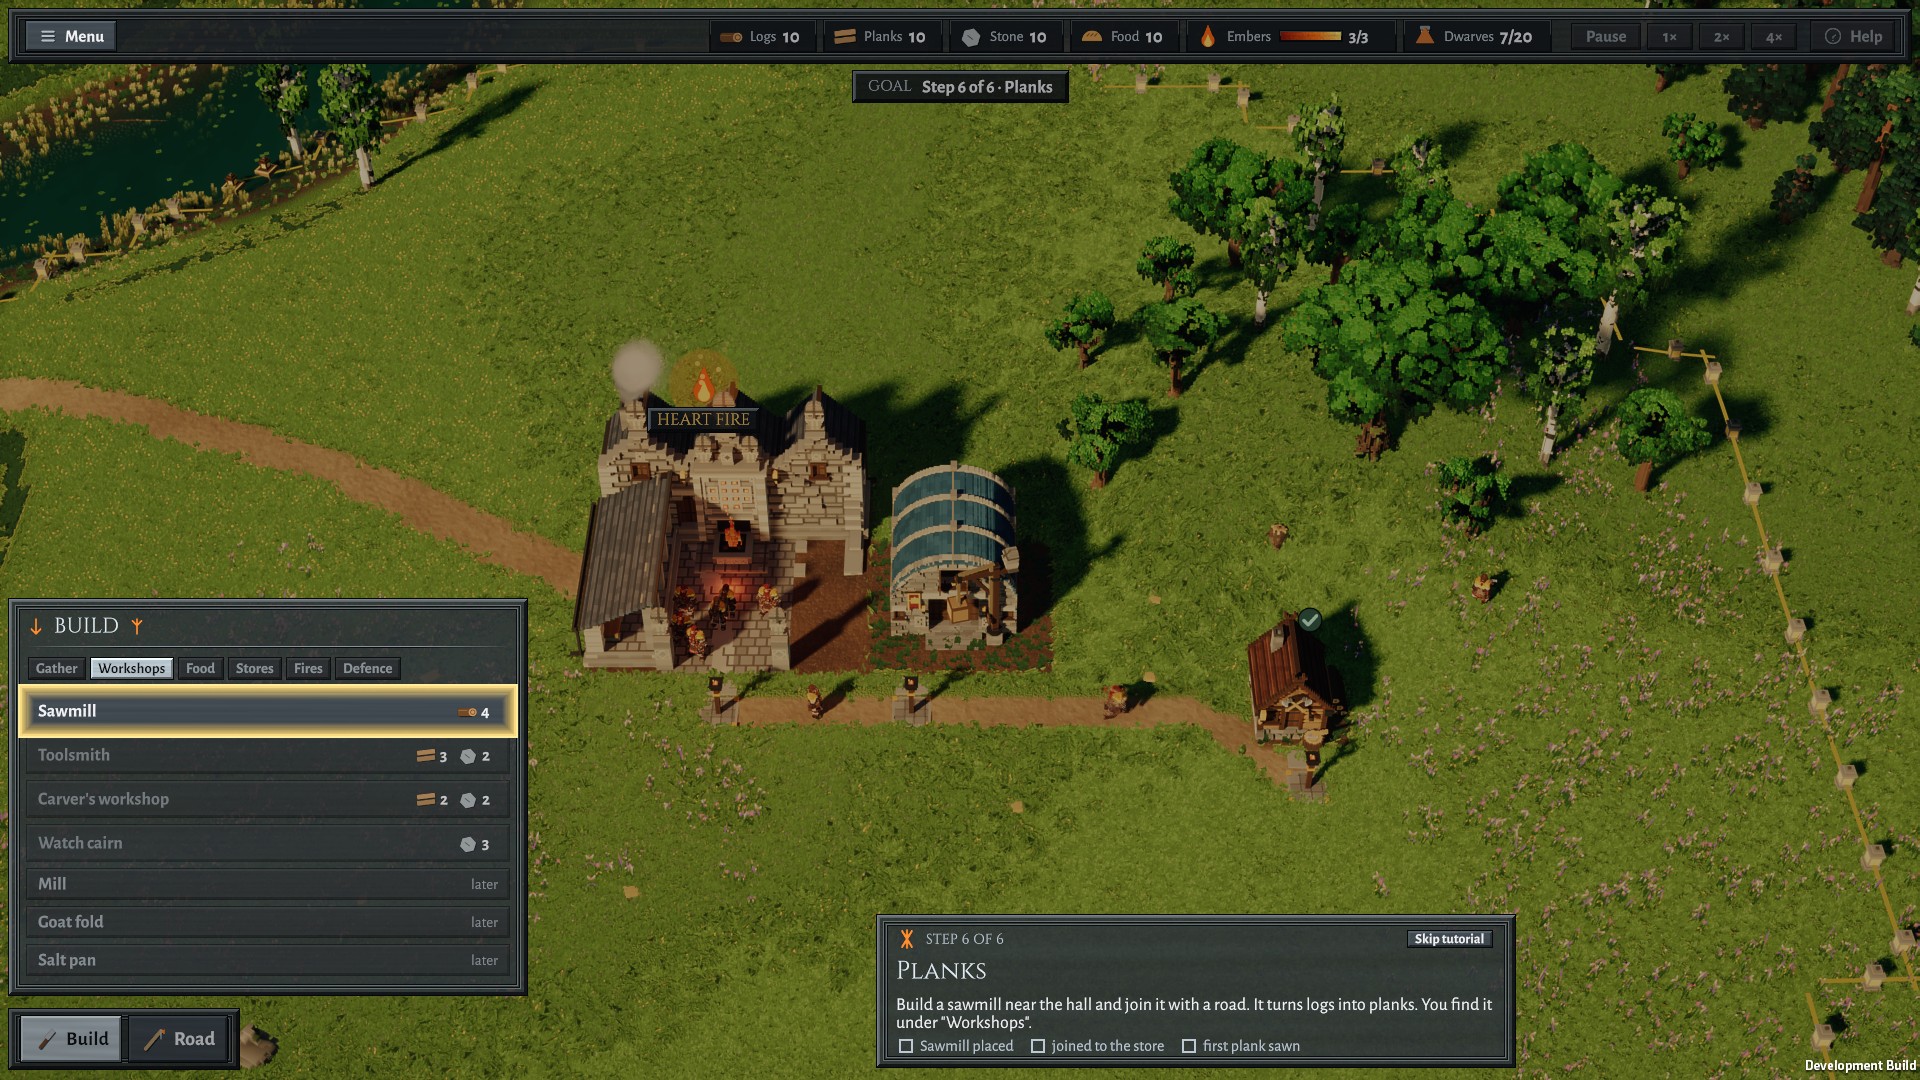 Menu
Logs 10
Planks 10
Stone 10
Food 10
Embers 3/3
Dwarves 7/20
Pause
1×
2×
4×
Help
GOAL Step 6 of 6 · Planks
HEART FIRE
BUILD
Gather
Workshops
Food
Stores
Fires
Defence
Sawmill 4
Toolsmith 3 2
Carver's workshop 2 2
Watch cairn 3
Mill later
Goat fold later
Salt pan later
STEP 6 OF 6
Skip tutorial
PLANKS
Build a sawmill near the hall and join it with a road. It turns logs into planks. You find it
under "Workshops".
Sawmill placed
joined to the store
first plank sawn
Build
Road
Development Build